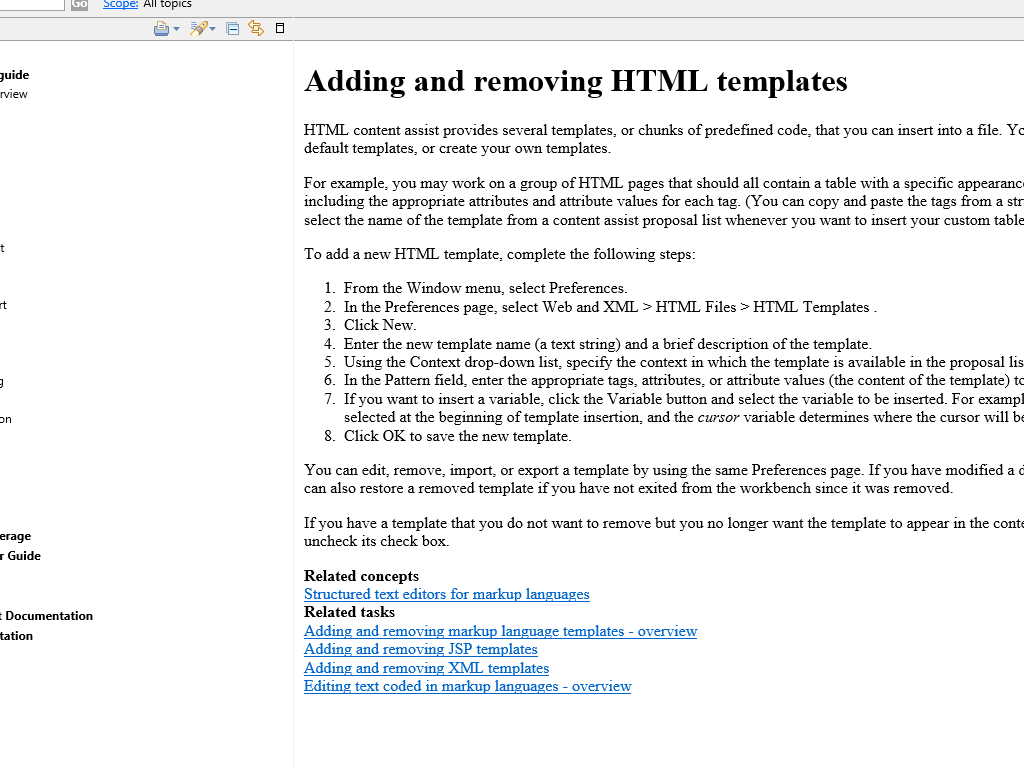 Go Scope: All topics
guide
rview
t
rt
g
on
erage
r Guide
t Documentation
tation
Adding and removing HTML templates
HTML content assist provides several templates, or chunks of predefined code, that you can insert into a file. Yo
default templates, or create your own templates.
For example, you may work on a group of HTML pages that should all contain a table with a specific appearance
including the appropriate attributes and attribute values for each tag. (You can copy and paste the tags from a str
select the name of the template from a content assist proposal list whenever you want to insert your custom table
To add a new HTML template, complete the following steps:
1. From the Window menu, select Preferences.
2. In the Preferences page, select Web and XML > HTML Files > HTML Templates .
3. Click New.
4. Enter the new template name (a text string) and a brief description of the template.
5. Using the Context drop-down list, specify the context in which the template is available in the proposal lis
6. In the Pattern field, enter the appropriate tags, attributes, or attribute values (the content of the template) to
7. If you want to insert a variable, click the Variable button and select the variable to be inserted. For exampl
selected at the beginning of template insertion, and the cursor variable determines where the cursor will be
8. Click OK to save the new template.
You can edit, remove, import, or export a template by using the same Preferences page. If you have modified a d
can also restore a removed template if you have not exited from the workbench since it was removed.
If you have a template that you do not want to remove but you no longer want the template to appear in the conte
uncheck its check box.
Related concepts
Structured text editors for markup languages
Related tasks
Adding and removing markup language templates - overview
Adding and removing JSP templates
Adding and removing XML templates
Editing text coded in markup languages - overview